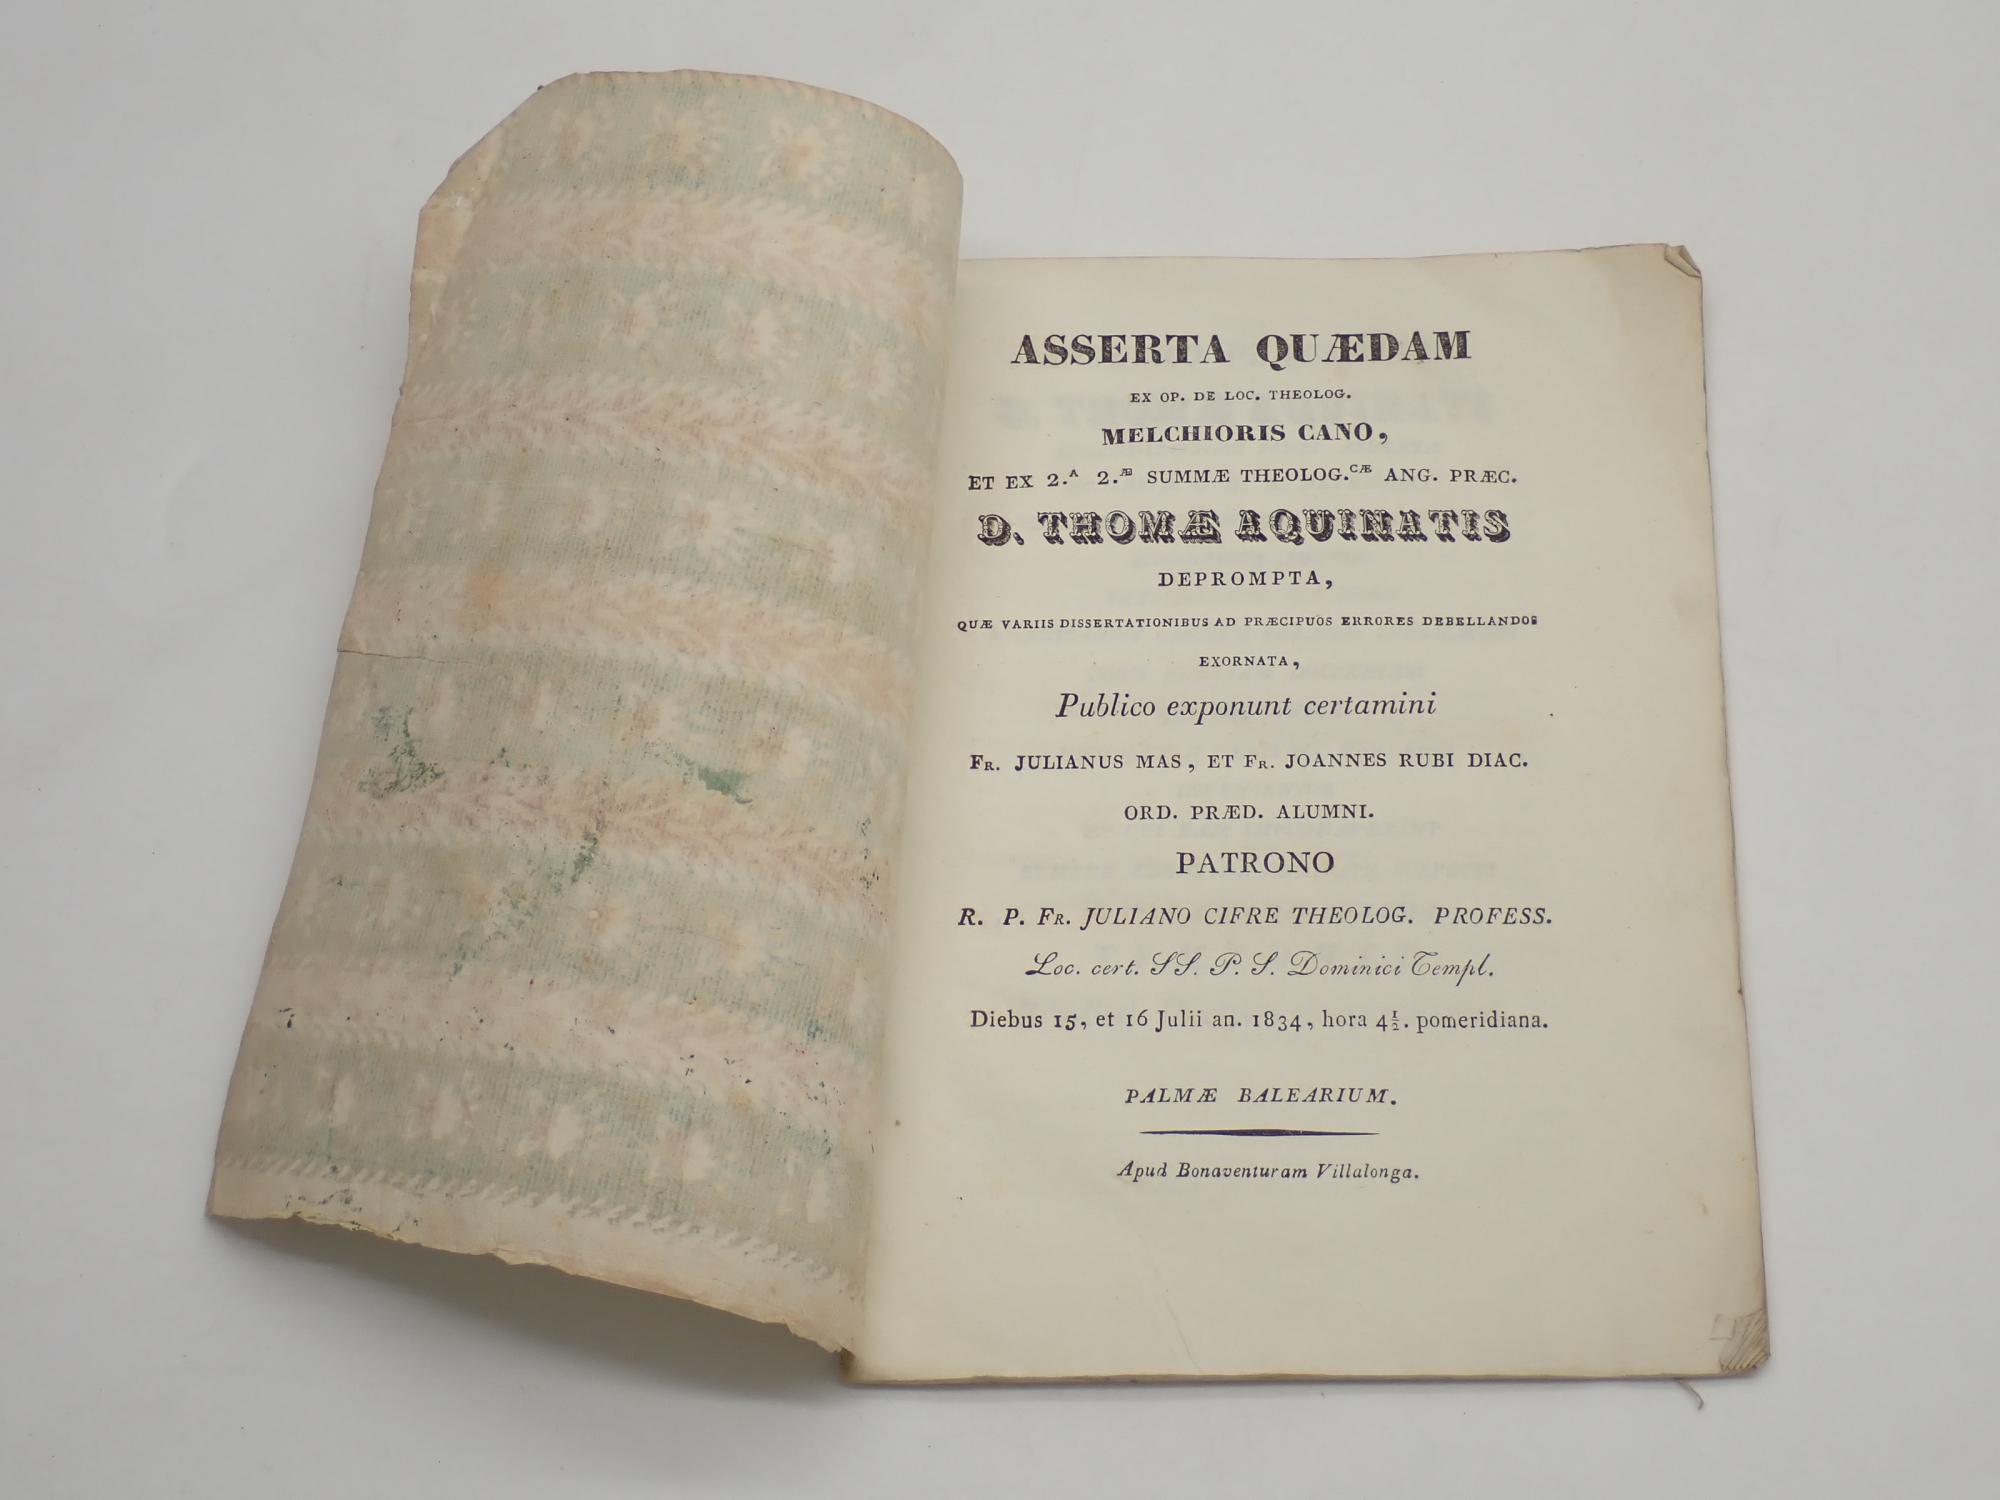 ASSERTA QUÆDAM
EX OP. DE LOC. THEOLOG.
MELCHIORIS CANO,
ET EX 2.A 2.Æ SUMMÆ THEOLOG.CÆ ANG. PRÆC.
D. THOMÆ AQUINATIS
DEPROMPTA,
QUÆ VARIIS DISSERTATIONIBUS AD PRÆCIPUOS ERRORES DEBELLANDOS
EXORNATA,
Publico exponunt certamini
Fr. JULIANUS MAS, ET Fr. JOANNES RUBI DIAC.
ORD. PRÆD. ALUMNI.
PATRONO
R. P. Fr. JULIANO CIFRE THEOLOG. PROFESS.
Loc. cert. SS. P. S. Dominici Templ.
Diebus 15, et 16 Julii an. 1834, hora 4½. pomeridiana.
PALMÆ BALEARIUM.
Apud Bonaventuram Villalonga.